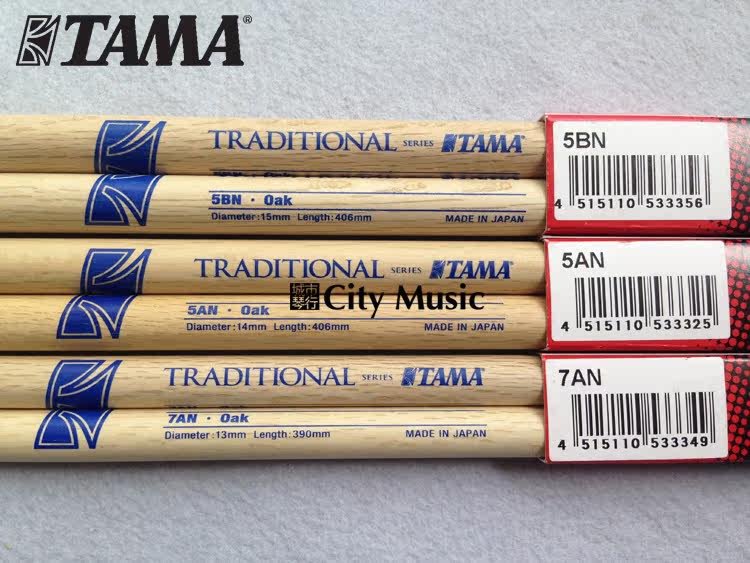 TAMA®
TRADITIONAL SERIES TAMA
5BN · Oak
Diameter:15mm Length:406mm MADE IN JAPAN
5BN
4 515110 533356
TRADITIONAL SERIES TAMA
城市琴行 City Music
5AN · Oak
Diameter:14mm Length:406mm MADE IN JAPAN
5AN
4 515110 533325
TRADITIONAL SERIES TAMA
7AN · Oak
Diameter:13mm Length:390mm MADE IN JAPAN
7AN
4 515110 533349